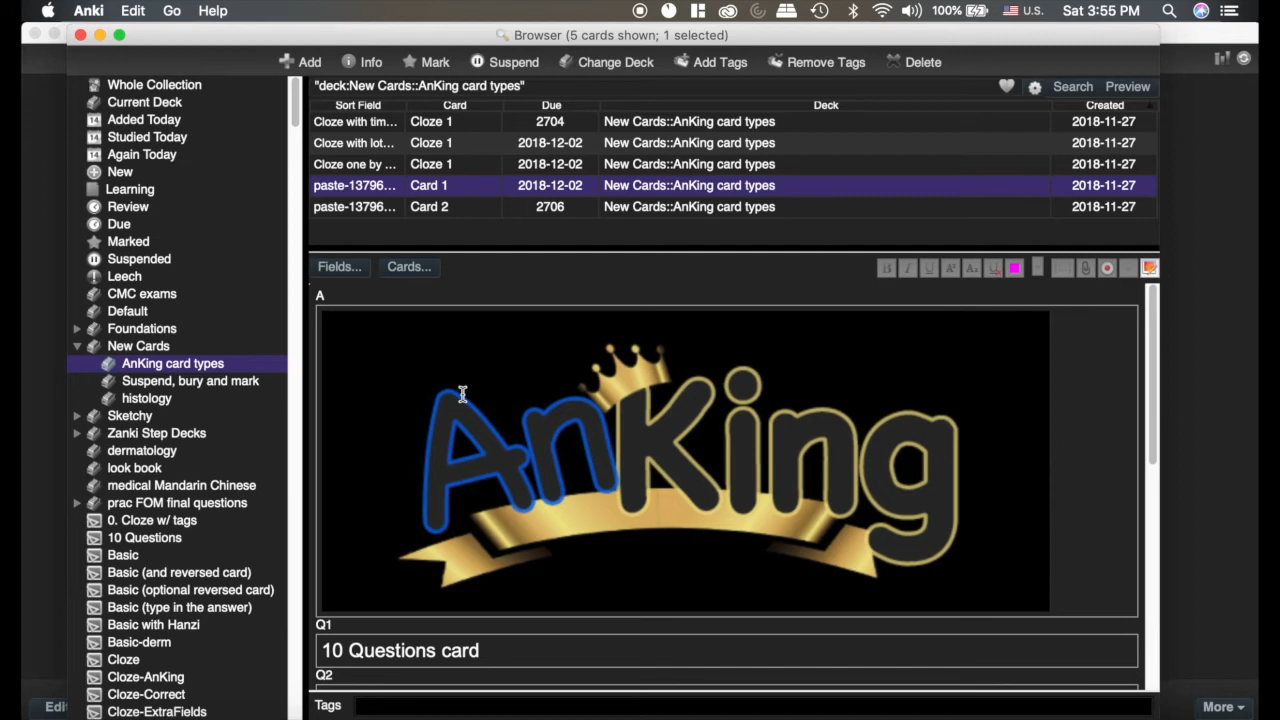 Anki Edit Go Help 100% U.S. Sat 3:55 PM
Browser (5 cards shown; 1 selected)
Add Info Mark Suspend Change Deck Add Tags Remove Tags Delete
Whole Collection
Current Deck
Added Today
Studied Today
Again Today
New
Learning
Review
Due
Marked
Suspended
Leech
CMC exams
Default
Foundations
New Cards
AnKing card types
Suspend, bury and mark
histology
Sketchy
Zanki Step Decks
dermatology
look book
medical Mandarin Chinese
prac FOM final questions
0. Cloze w/ tags
10 Questions
Basic
Basic (and reversed card)
Basic (optional reversed card)
Basic (type in the answer)
Basic with Hanzi
Basic-derm
Cloze
Cloze-AnKing
Cloze-Correct
Cloze-ExtraFields
"deck:New Cards::AnKing card types" Search Preview
Sort Field Card Due Deck Created
Cloze with tim... Cloze 1 2704 New Cards::AnKing card types 2018-11-27
Cloze with lot... Cloze 1 2018-12-02 New Cards::AnKing card types 2018-11-27
Cloze one by ... Cloze 1 2018-12-02 New Cards::AnKing card types 2018-11-27
paste-13796... Card 1 2018-12-02 New Cards::AnKing card types 2018-11-27
paste-13796... Card 2 2706 New Cards::AnKing card types 2018-11-27
Fields... Cards...
A
AnKing
Q1
10 Questions card
Q2
Tags
Edit
More